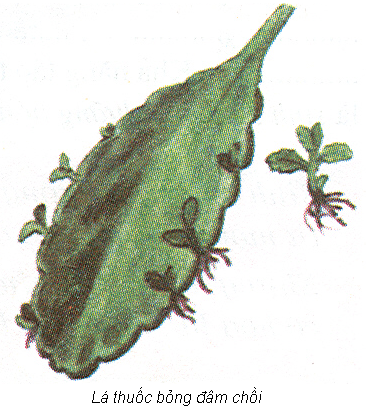 Lá thuốc bỏng đâm chồi